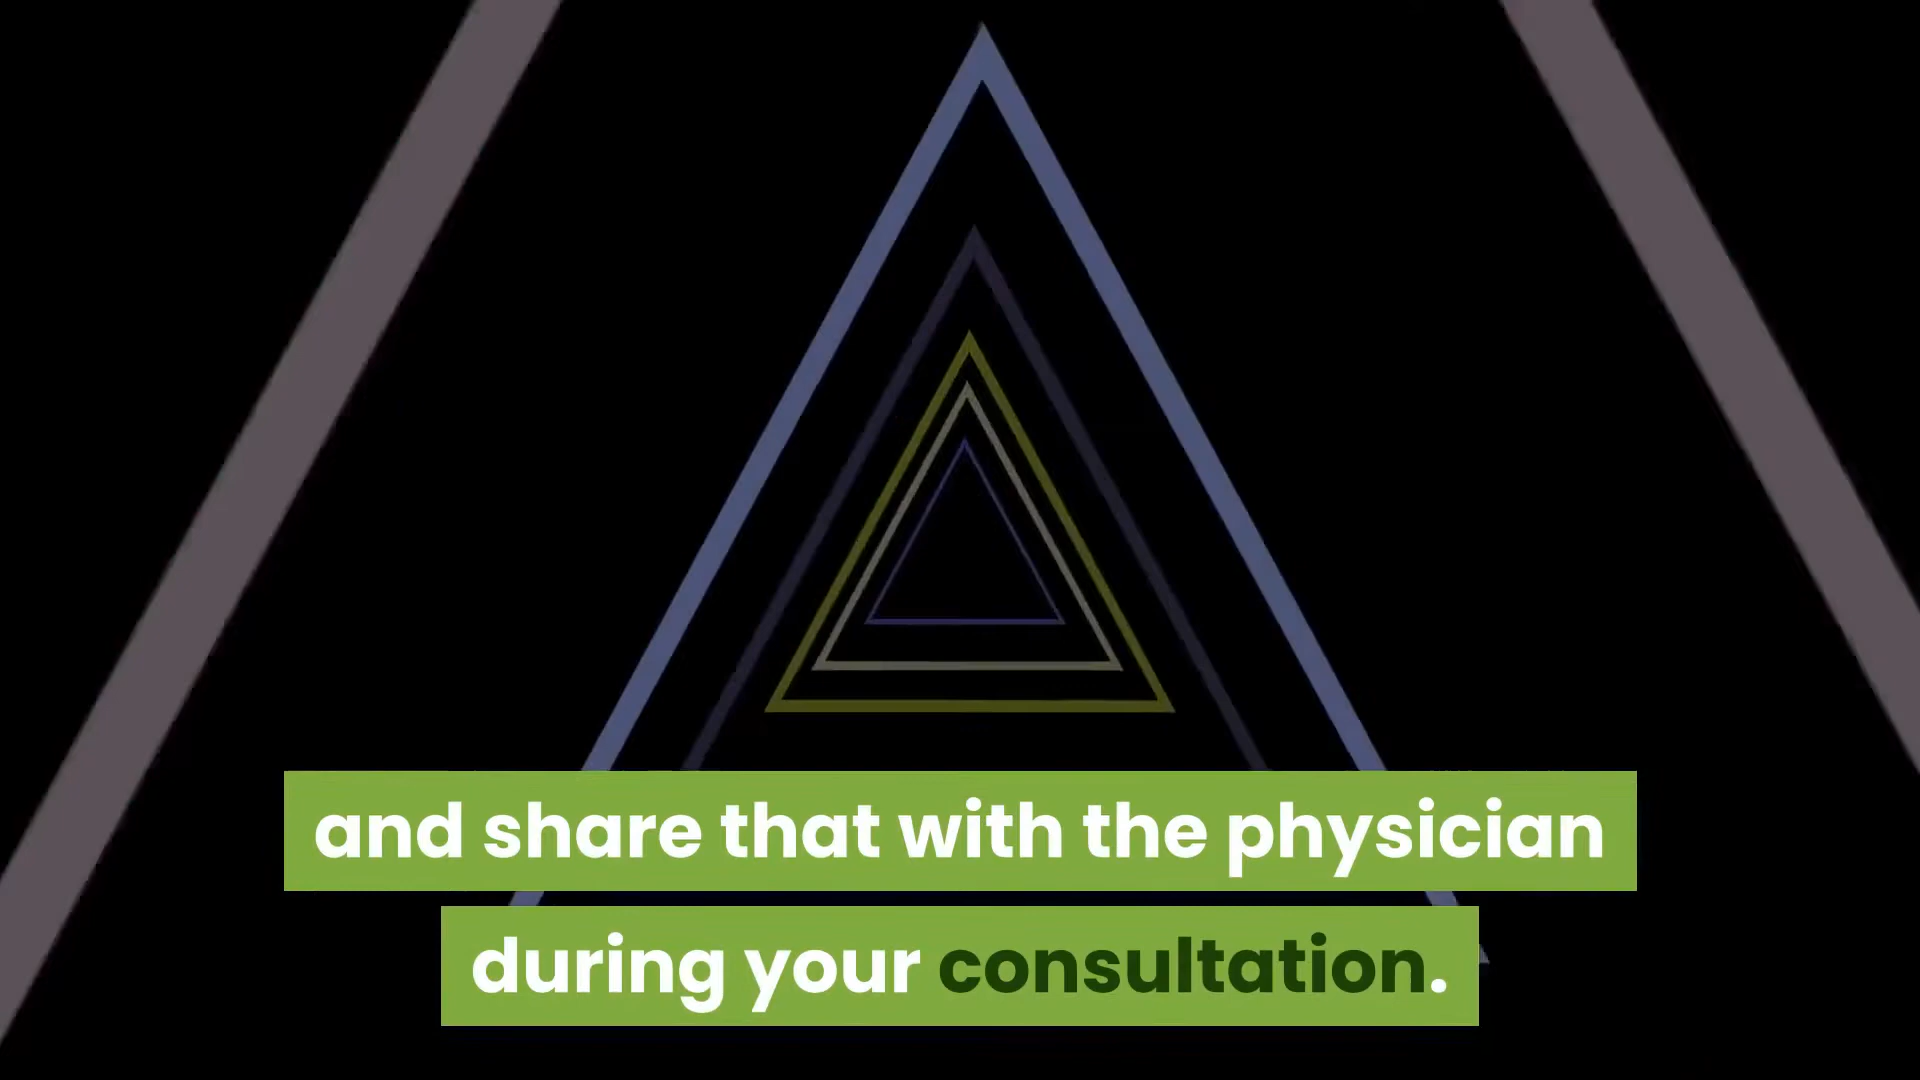 and share that with the physician
during your consultation.